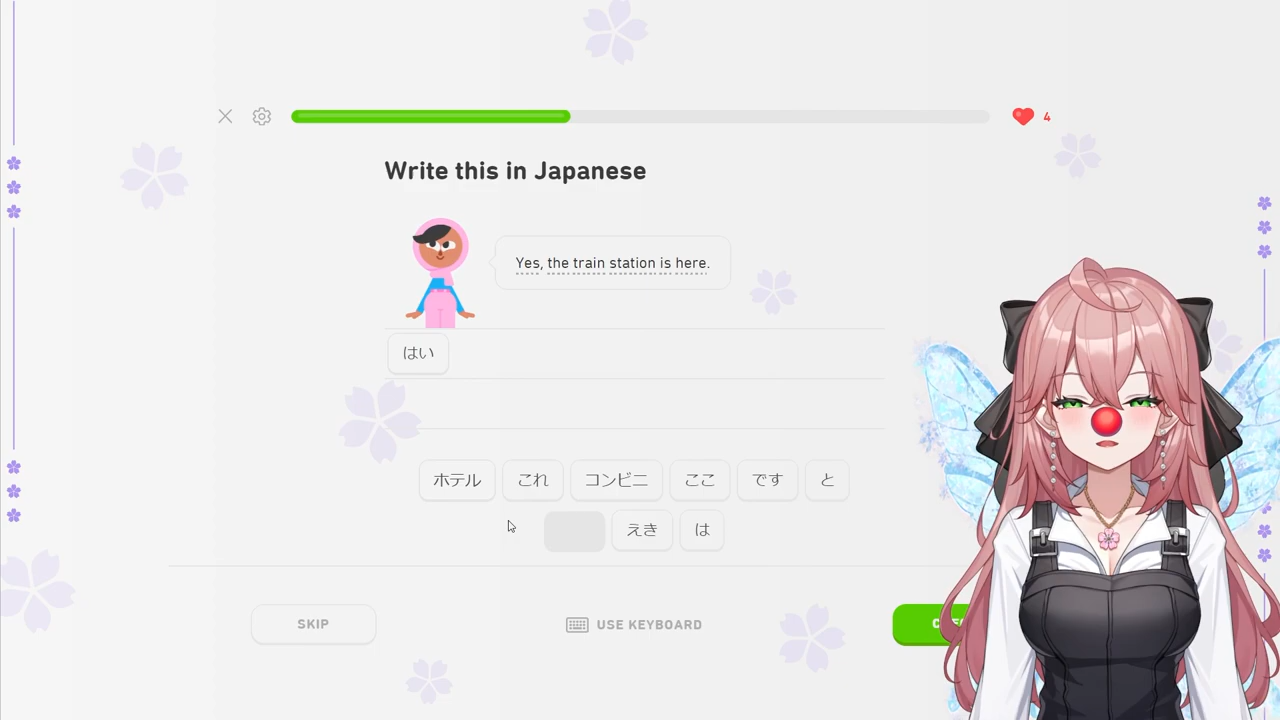 4
Write this in Japanese
Yes, the train station is here.
はい
ホテル これ コンビニ ここ です と
えき は
SKIP USE KEYBOARD